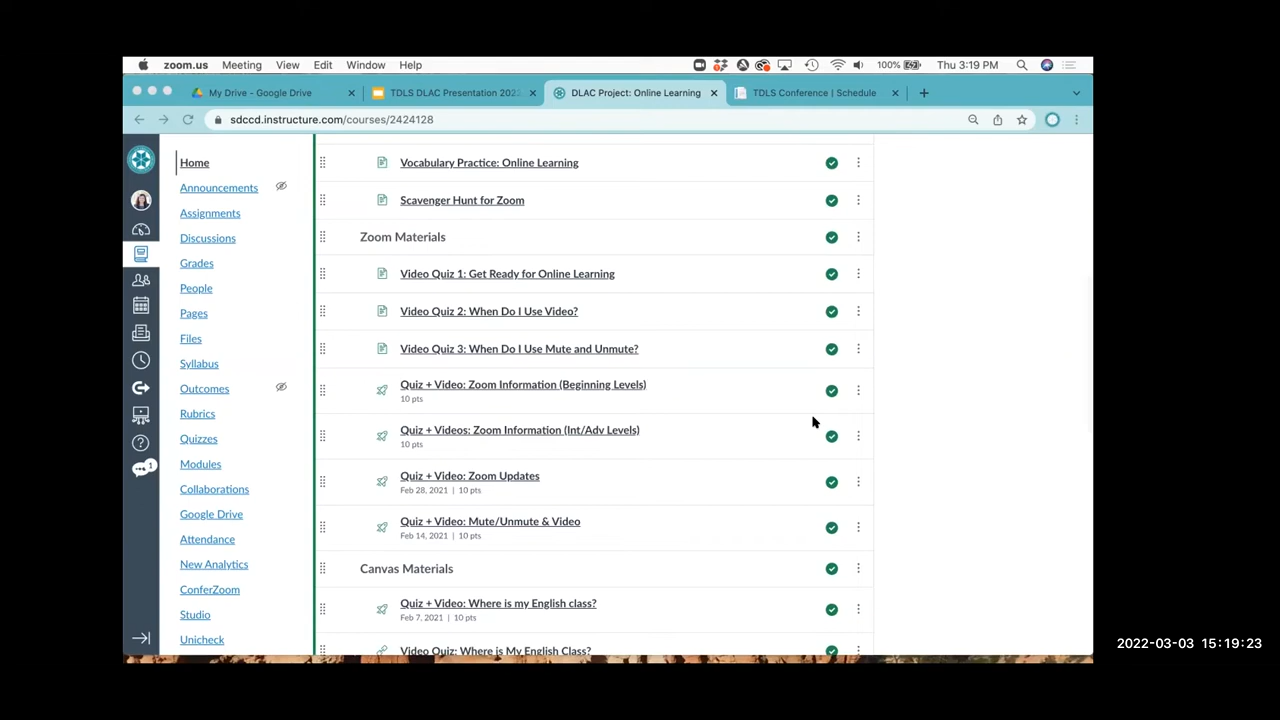 zoom.us Meeting View Edit Window Help 100% Thu 3:19 PM
My Drive - Google Drive TDLS DLAC Presentation 2022 DLAC Project: Online Learning TDLS Conference | Schedule
sdccd.instructure.com/courses/2424128
Home
Announcements
Assignments
Discussions
Grades
People
Pages
Files
Syllabus
Outcomes
Rubrics
Quizzes
Modules
Collaborations
Google Drive
Attendance
New Analytics
ConferZoom
Studio
Unicheck
1
Vocabulary Practice: Online Learning
Scavenger Hunt for Zoom
Zoom Materials
Video Quiz 1: Get Ready for Online Learning
Video Quiz 2: When Do I Use Video?
Video Quiz 3: When Do I Use Mute and Unmute?
Quiz + Video: Zoom Information (Beginning Levels)
10 pts
Quiz + Videos: Zoom Information (Int/Adv Levels)
10 pts
Quiz + Video: Zoom Updates
Feb 28, 2021 | 10 pts
Quiz + Video: Mute/Unmute & Video
Feb 14, 2021 | 10 pts
Canvas Materials
Quiz + Video: Where is my English class?
Feb 7, 2021 | 10 pts
Video Quiz: Where is My English Class?
2022-03-03 15:19:23